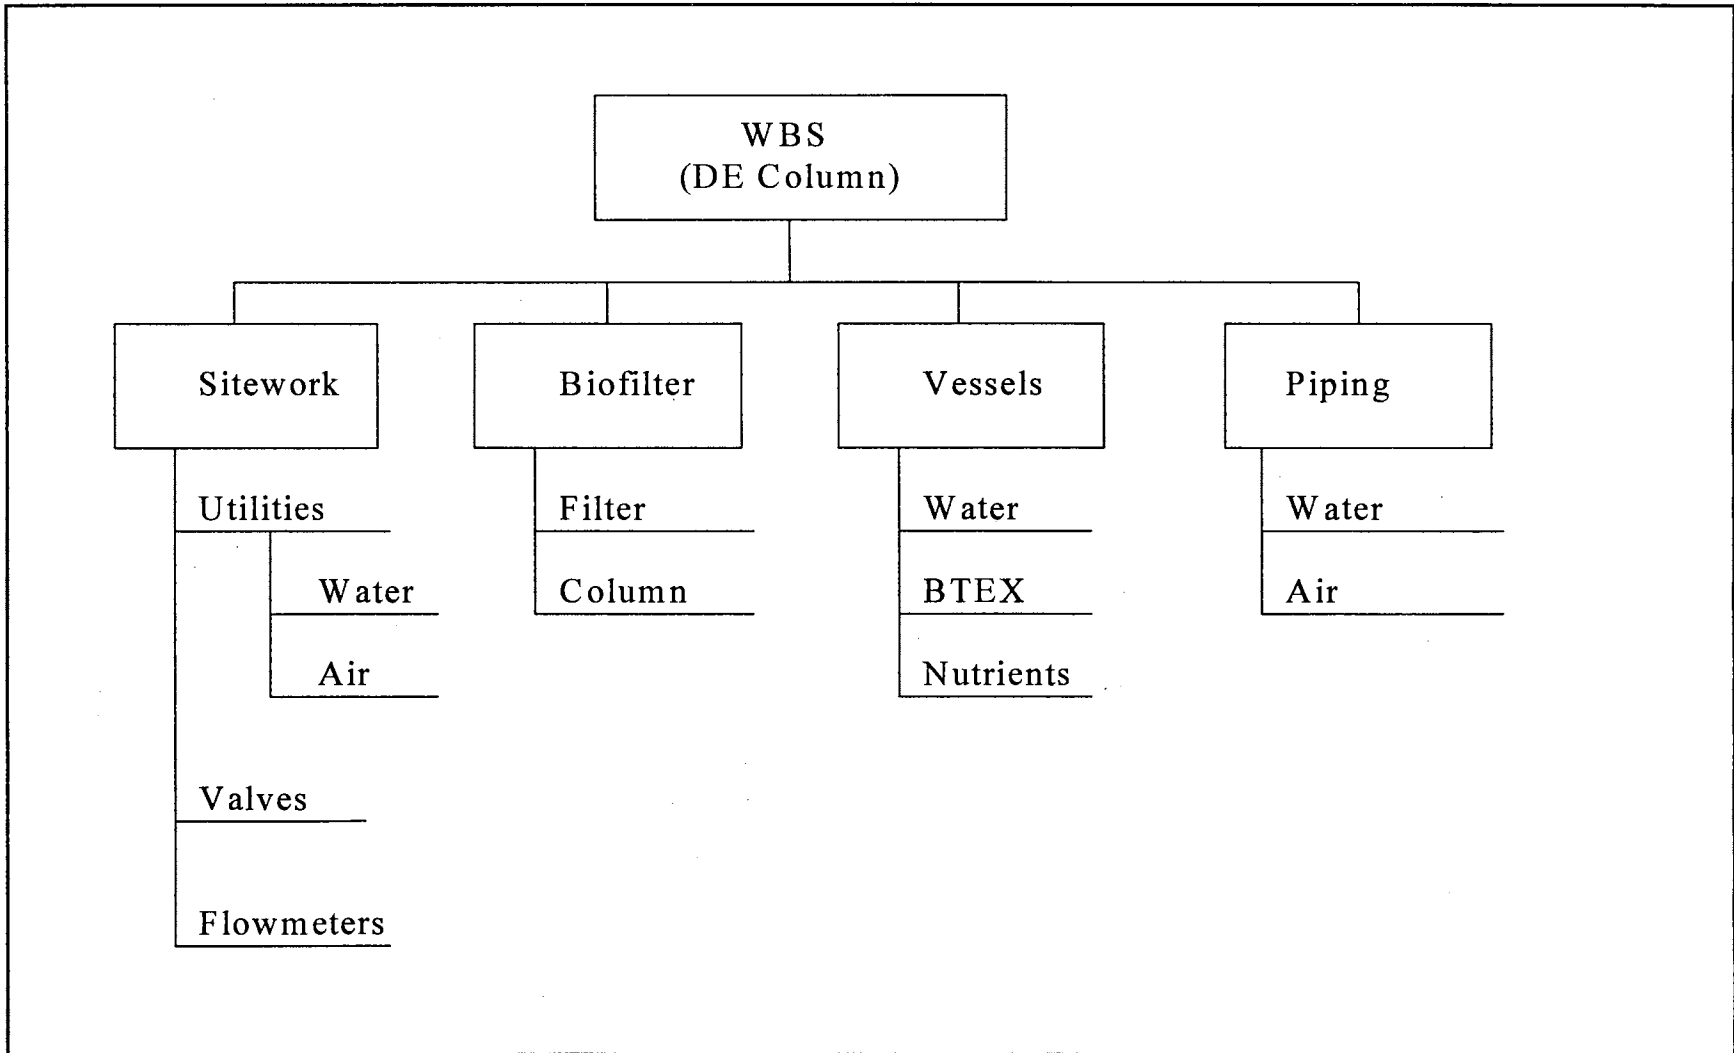 WBS
(DE Column)
Sitework
Utilities
Water
Air
Valves
Flowmeters
Biofilter
Filter
Column
Vessels
Water
BTEX
Nutrients
Piping
Water
Air